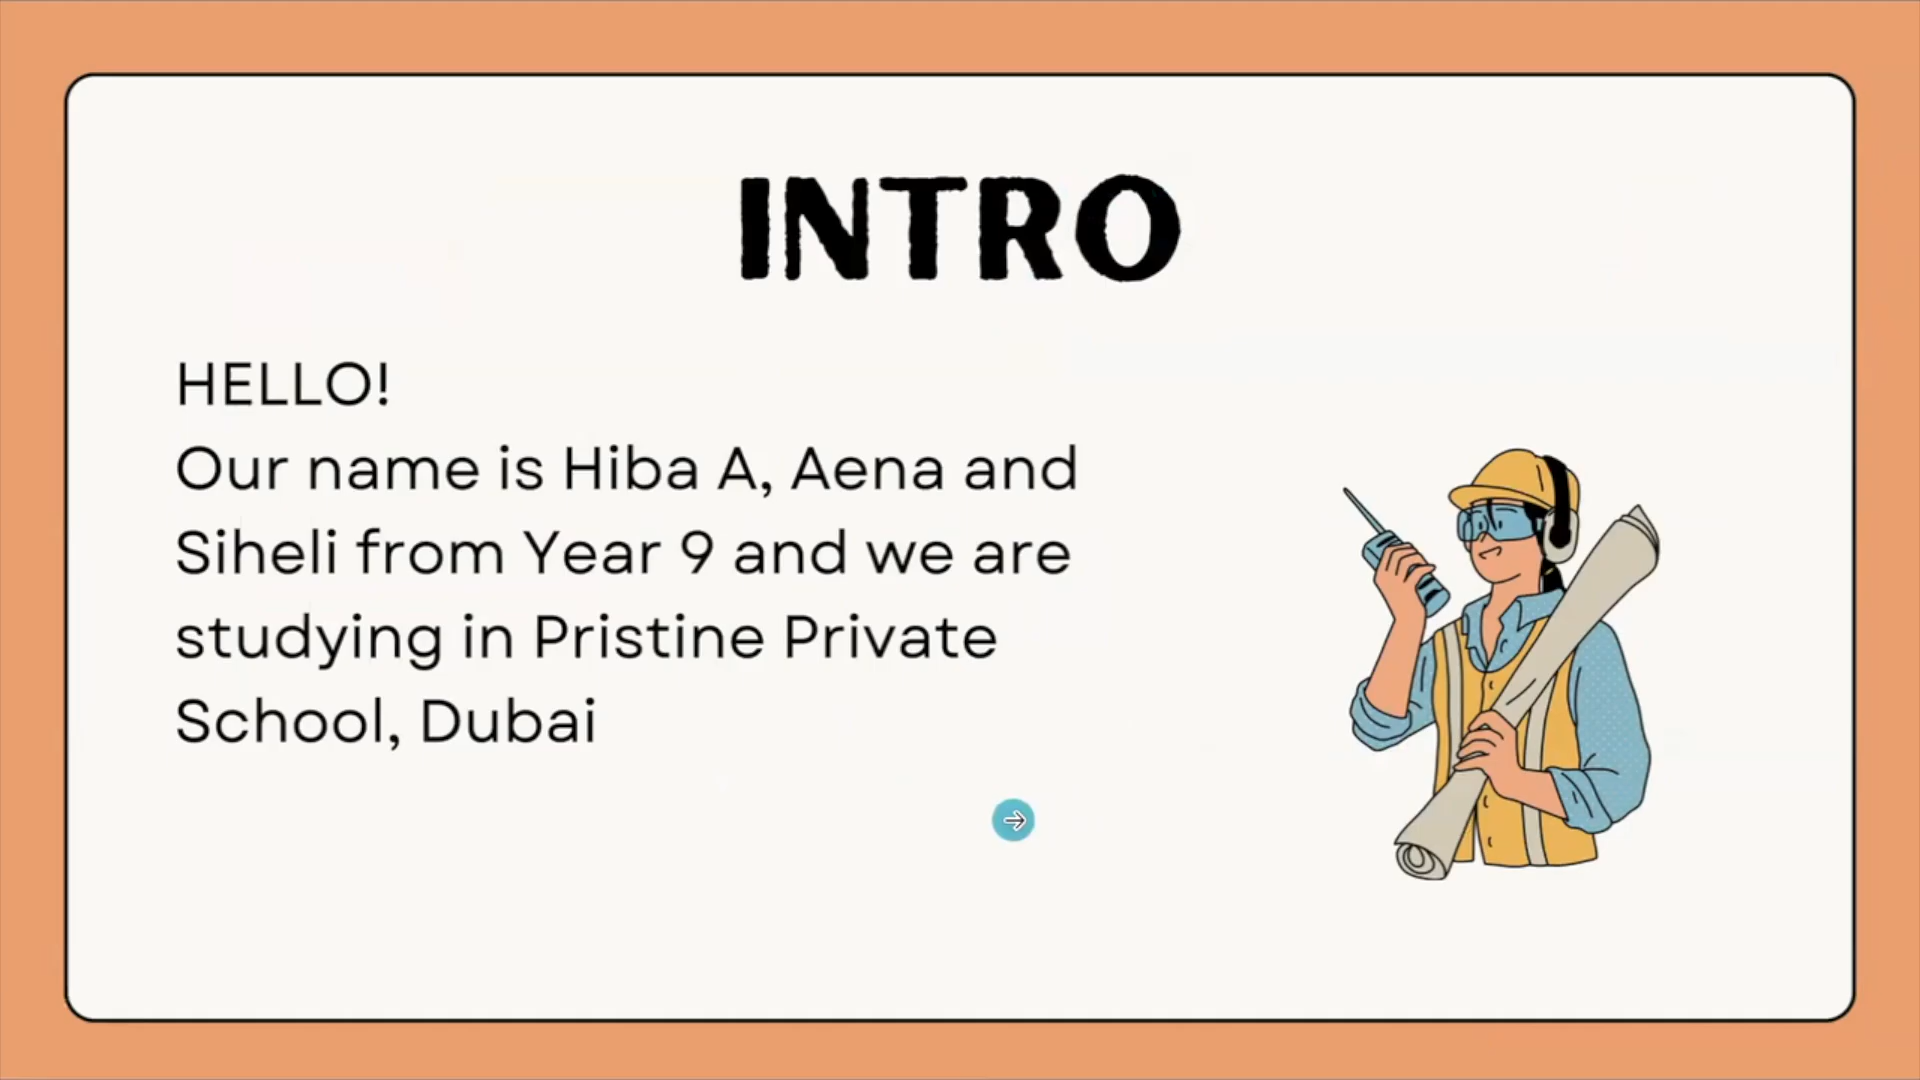 INTRO
HELLO!
Our name is Hiba A, Aena and
Siheli from Year 9 and we are
studying in Pristine Private
School, Dubai